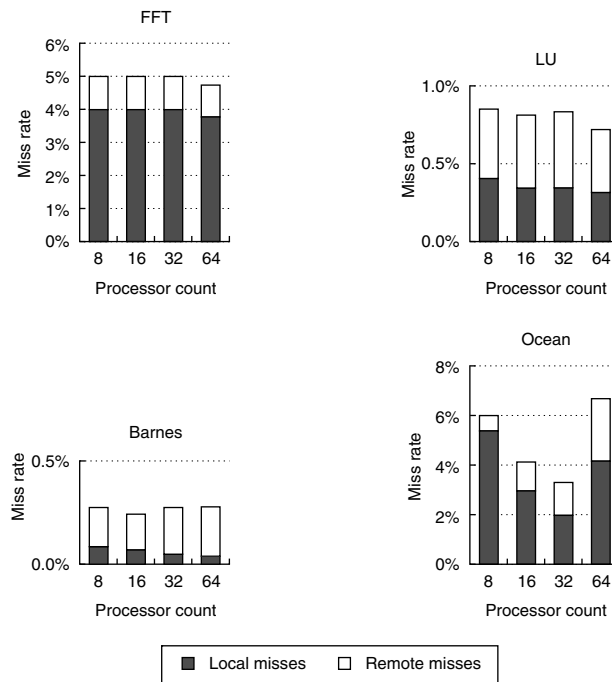 FFT
6%
5%
4%
3%
2%
1%
0%
Miss rate
8 16 32 64
Processor count
LU
1.0%
0.5%
0.0%
Miss rate
8 16 32 64
Processor count
Barnes
0.5%
0.0%
Miss rate
8 16 32 64
Processor count
Ocean
8%
6%
4%
2%
0%
Miss rate
8 16 32 64
Processor count
Local misses Remote misses